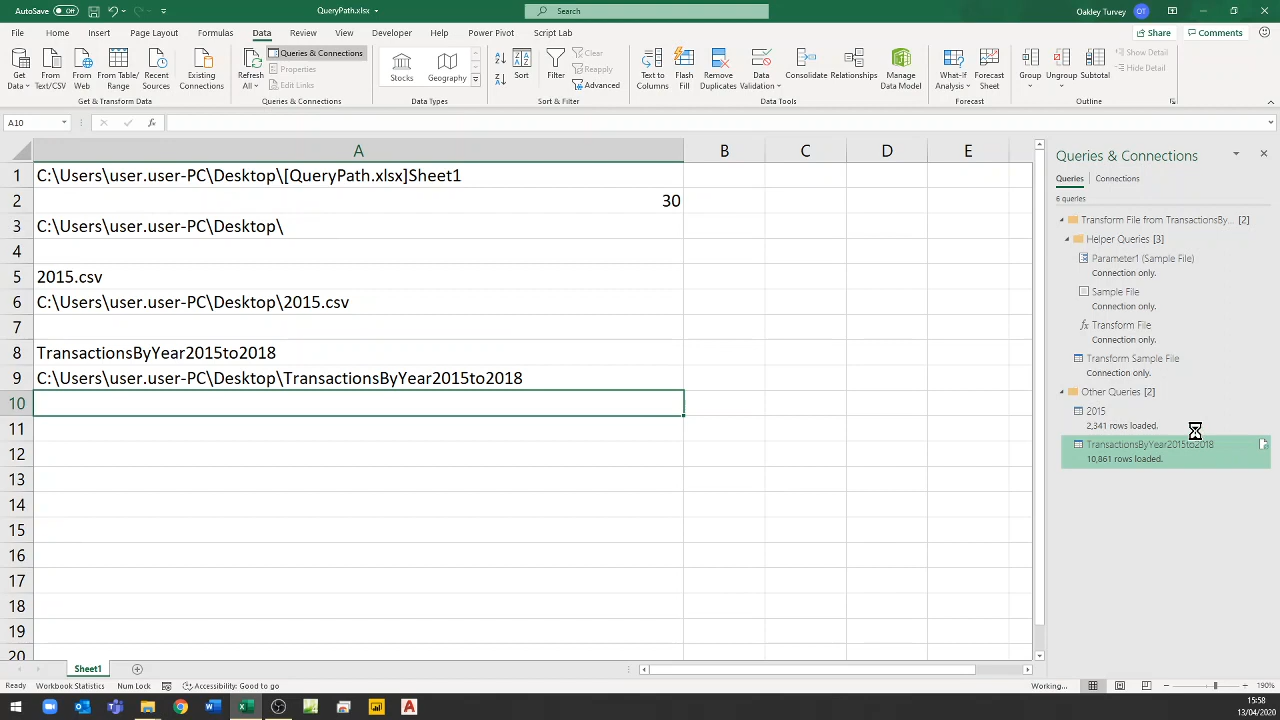 AutoSave Off
QueryPath.xlsx
Search
Oakley Turvey OT
File Home Insert Page Layout Formulas Data Review View Developer Help Power Pivot Script Lab
Share Comments
Get Data
From Text/CSV
From Web
From Table/ Range
Recent Sources
Existing Connections
Get & Transform Data
Refresh All
Queries & Connections
Properties
Edit Links
Queries & Connections
Stocks
Geography
Data Types
Sort
Filter
Clear
Reapply
Advanced
Sort & Filter
Text to Columns
Flash Fill
Remove Duplicates
Data Validation
Consolidate
Relationships
Manage Data Model
Data Tools
What-If Analysis
Forecast Sheet
Forecast
Group
Ungroup
Subtotal
Show Detail
Hide Detail
Outline
A10
fx
A B C D E
1 C:\Users\user.user-PC\Desktop\[QueryPath.xlsx]Sheet1
2 30
3 C:\Users\user.user-PC\Desktop\
4
5 2015.csv
6 C:\Users\user.user-PC\Desktop\2015.csv
7
8 TransactionsByYear2015to2018
9 C:\Users\user.user-PC\Desktop\TransactionsByYear2015to2018
10
11
12
13
14
15
16
17
18
19
20
Queries & Connections
Queries Connections
6 queries
Transform File from TransactionsBy... [2]
Helper Queries [3]
Parameter1 (Sample File)
Connection only.
Sample File
Connection only.
fx Transform File
Connection only.
Transform Sample File
Connection only.
Other Queries [2]
2015
2,341 rows loaded.
TransactionsByYear2015to2018
10,861 rows loaded.
Sheet1
Ready Workbook Statistics Num Lock Accessibility: Good to go
Working... 190%
15:58
13/04/2020